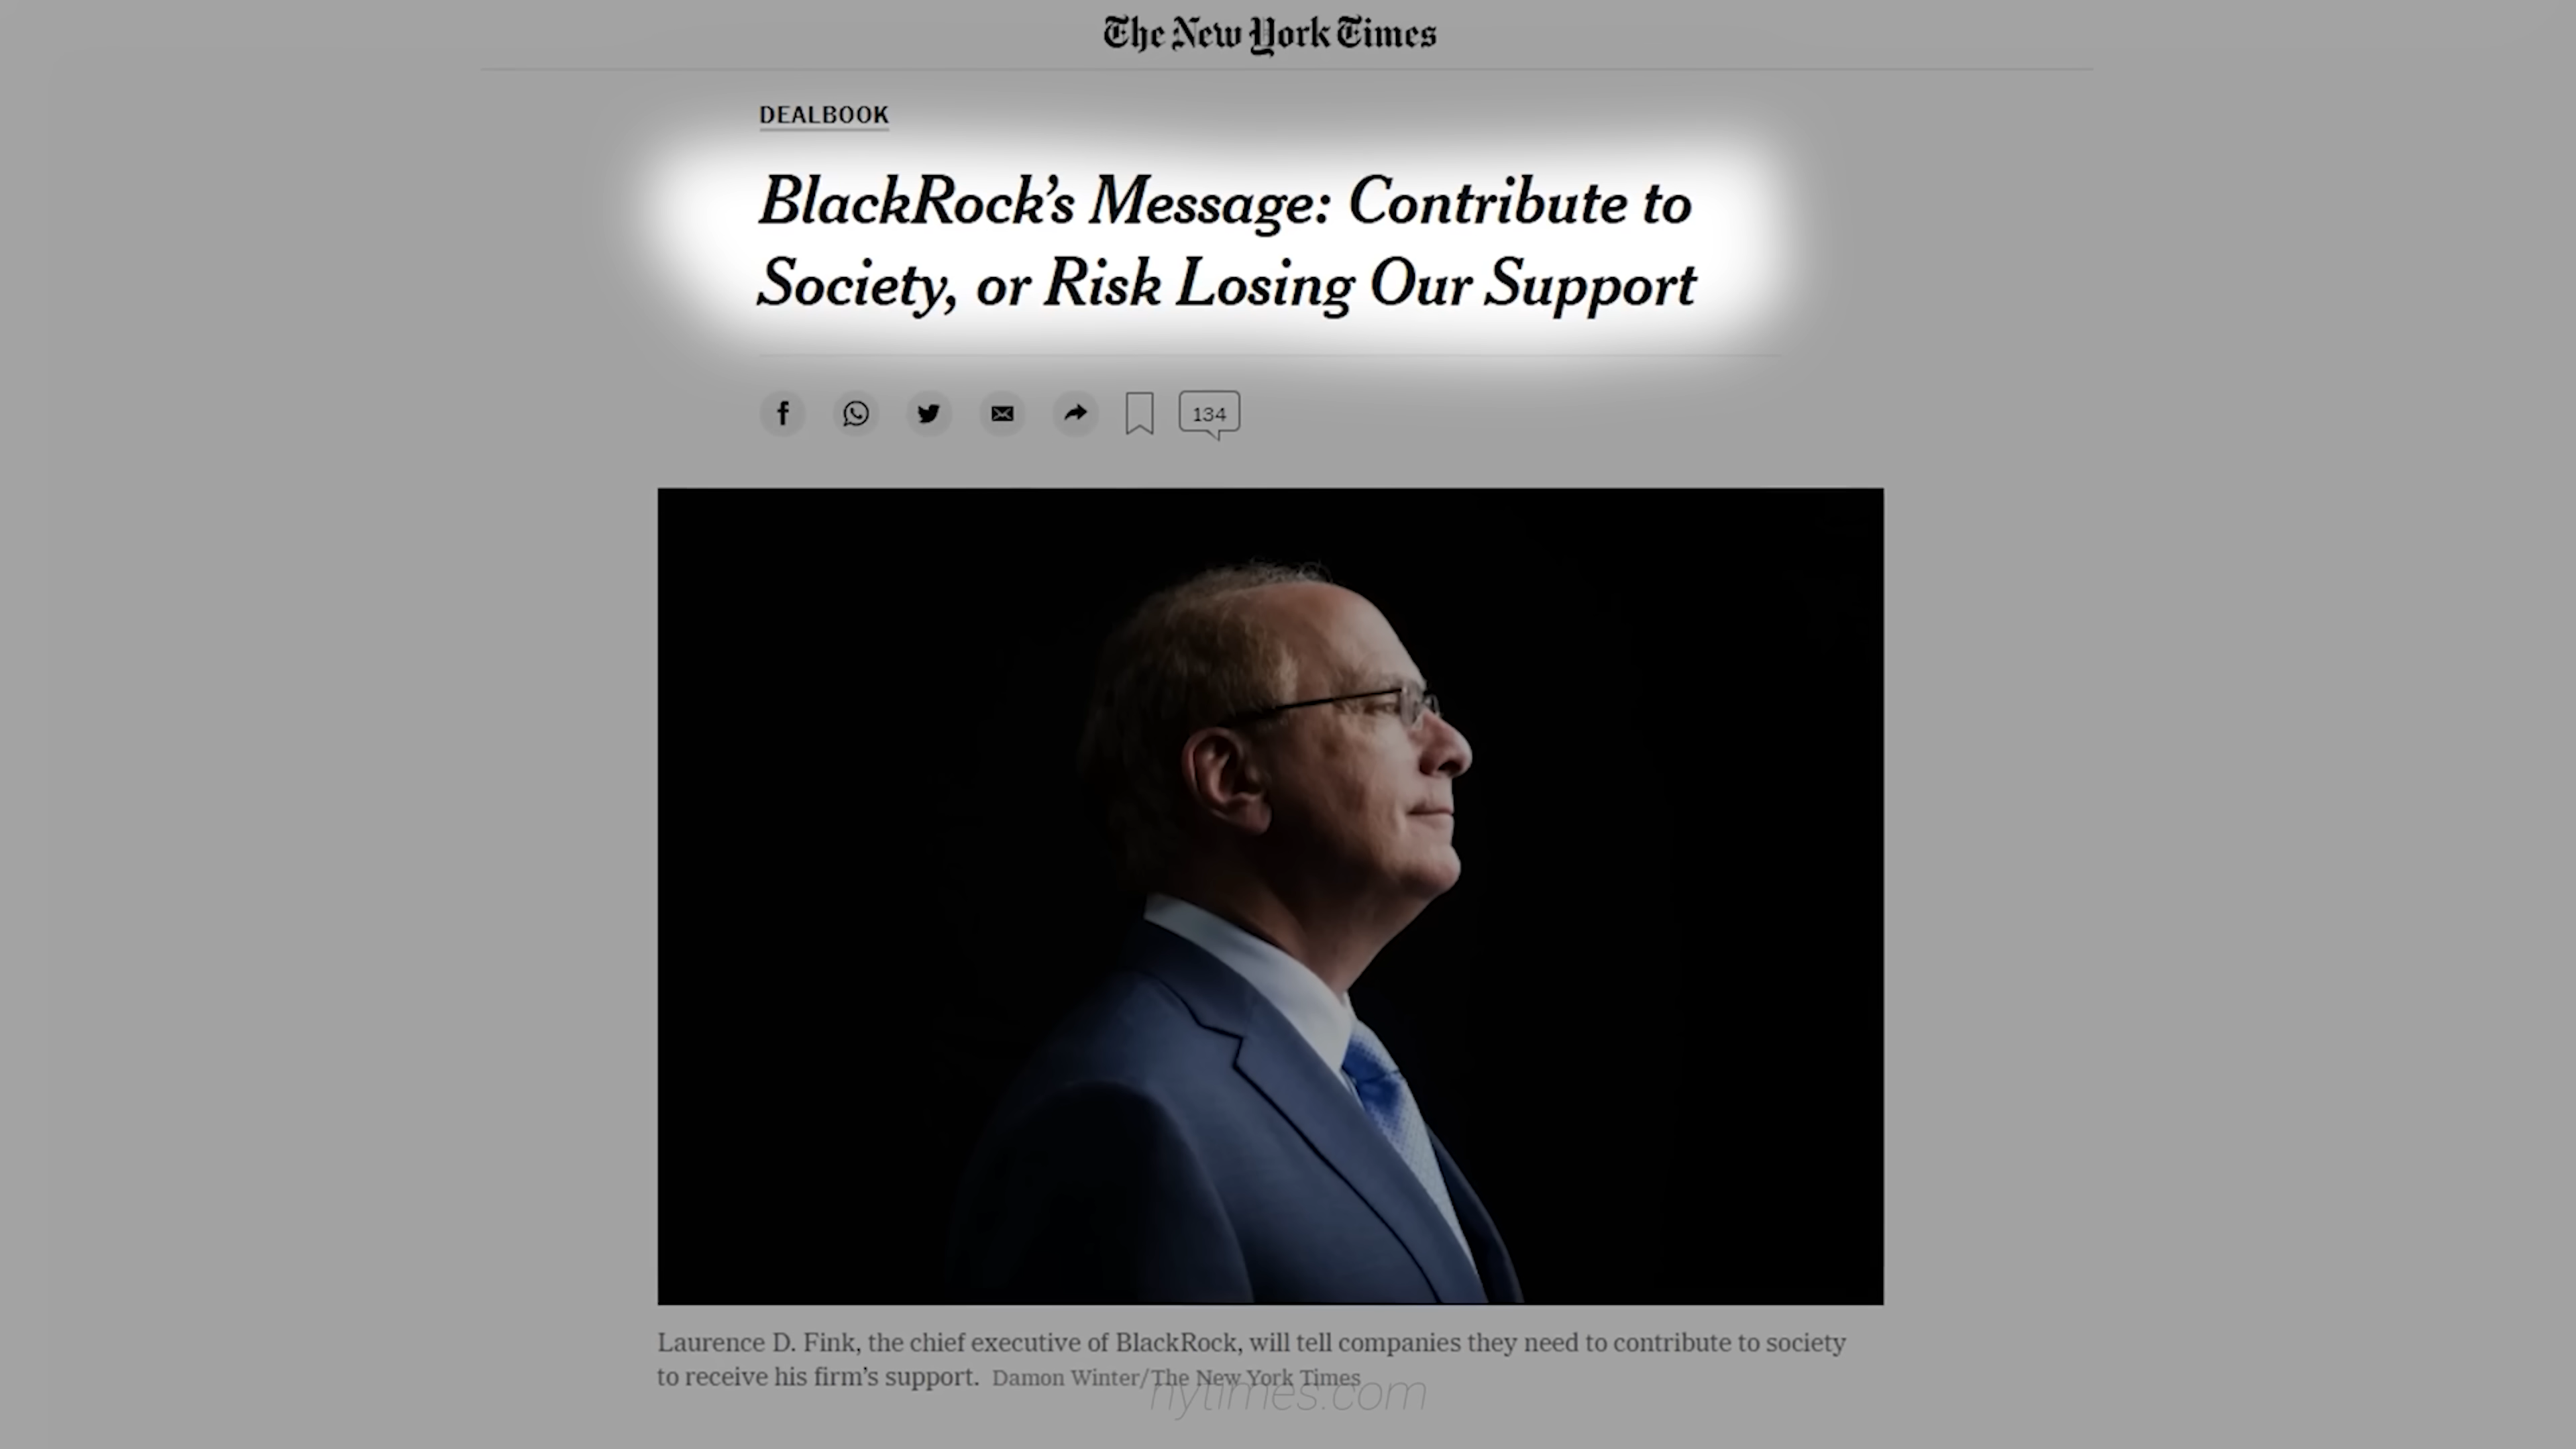 The New York Times
DEALBOOK
BlackRock’s Message: Contribute to
Society, or Risk Losing Our Support
134
Laurence D. Fink, the chief executive of BlackRock, will tell companies they need to contribute to society
to receive his firm’s support. Damon Winter/The New York Times
nytimes.com